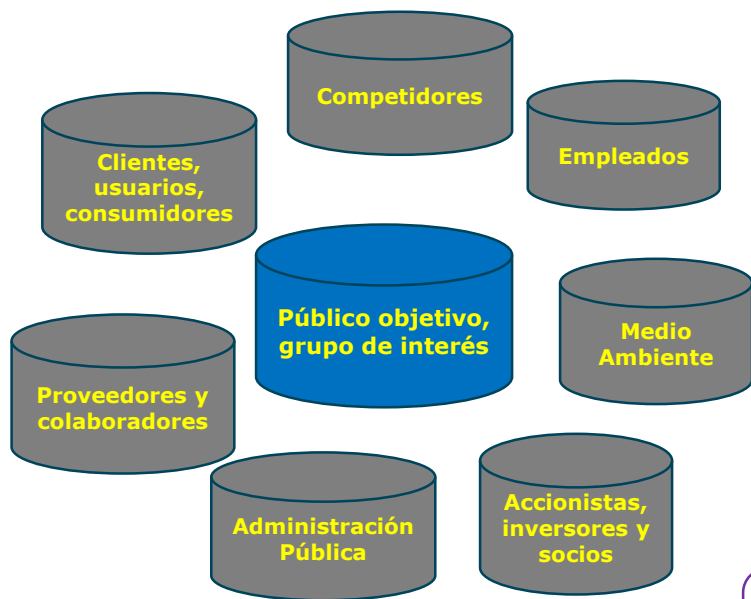 Competidores
Clientes,
usuarios,
consumidores
Empleados
Público objetivo,
grupo de interés
Medio
Ambiente
Proveedores y
colaboradores
Accionistas,
inversores y
socios
Administración
Pública